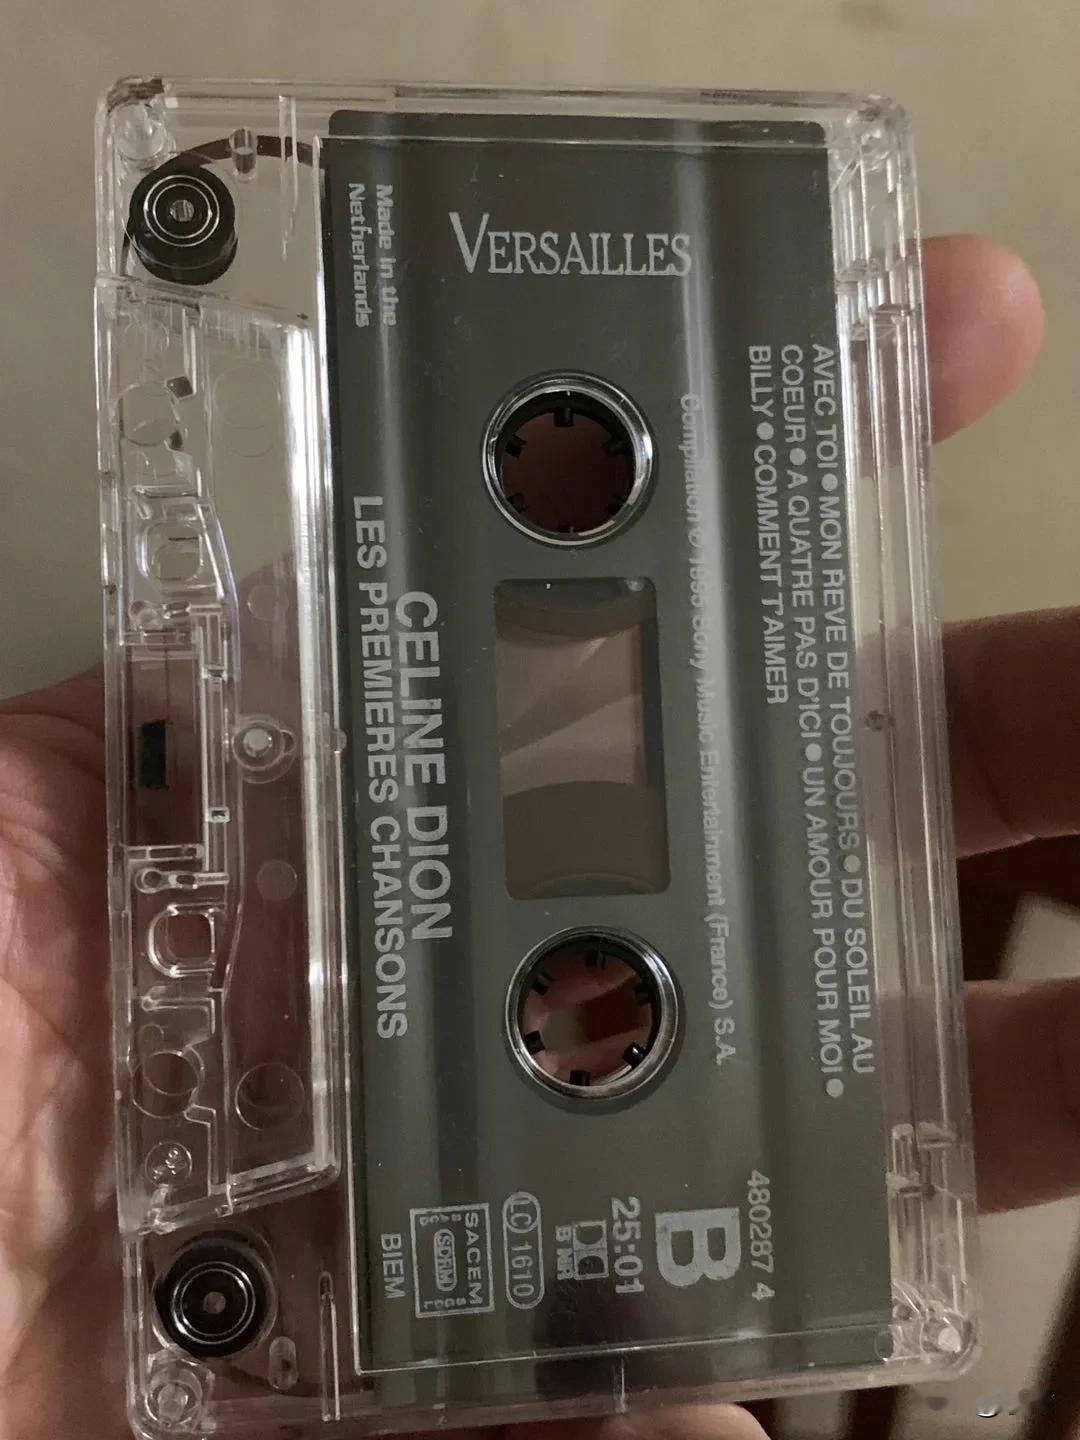 AVEC TOI ● MON REVE DE TOUJOURS ● DU SOLEIL AU
COEUR ● A QUATRE PAS D'ICI ● UN AMOUR POUR MOI ●
BILLY ● COMMENT T'AIMER
480287 4
Compilation Sony Music Entertainment (France) S.A.
VERSAILLES
B
25:01
B NR
LC 1610
Made in the
Netherlands
CELINE DION
LES PREMIERES CHANSONS
SACEM
SDRM
BIEM